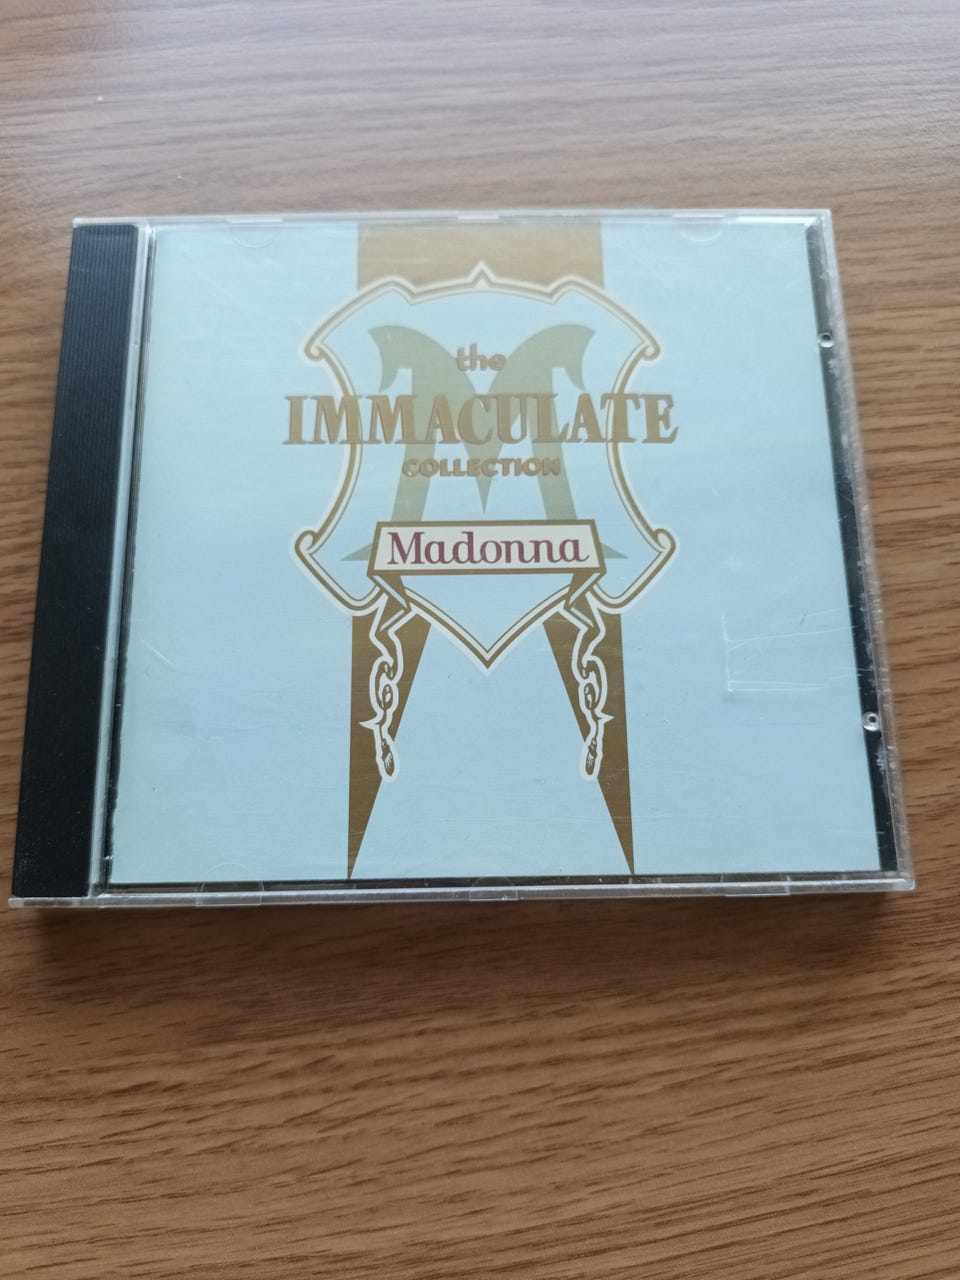 the
IMMACULATE
COLLECTION
Madonna